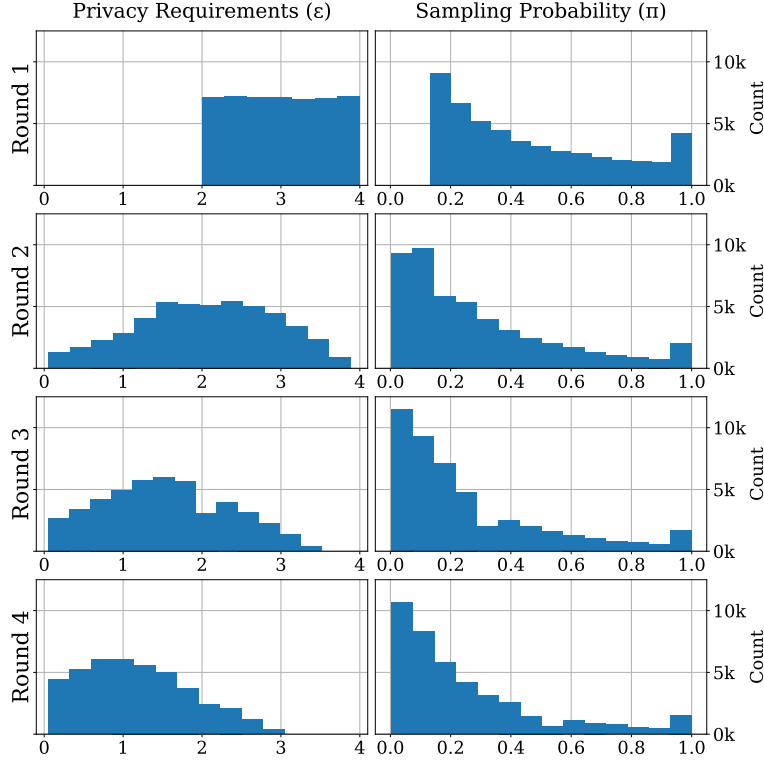 Privacy Requirements (ε) Sampling Probability (π)
Round 1
10k
5k
0k
Count
0 1 2 3 4 0.0 0.2 0.4 0.6 0.8 1.0
Round 2
10k
5k
0k
Count
0 1 2 3 4 0.0 0.2 0.4 0.6 0.8 1.0
Round 3
10k
5k
0k
Count
0 1 2 3 4 0.0 0.2 0.4 0.6 0.8 1.0
Round 4
10k
5k
0k
Count
0 1 2 3 4 0.0 0.2 0.4 0.6 0.8 1.0